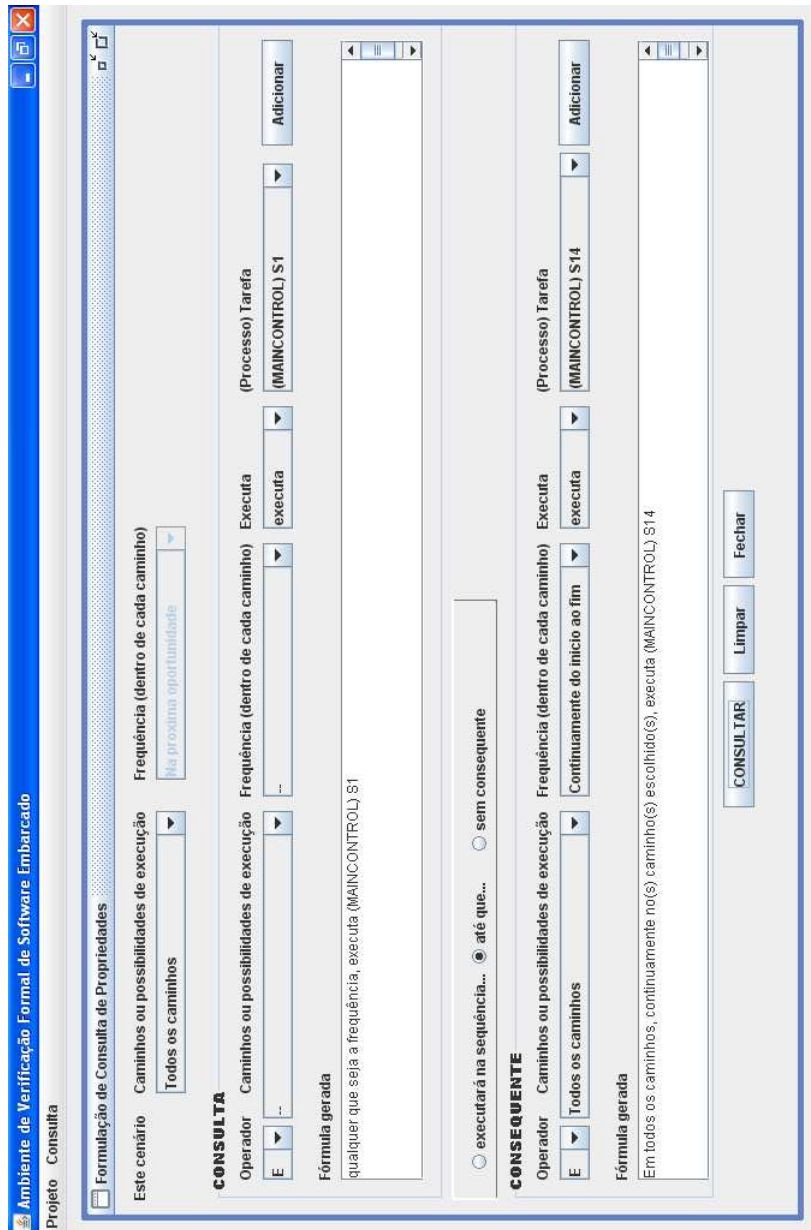 Ambiente de Verificação Formal de Software Embarcado
Projeto Consulta
Formulação de Consulta de Propriedades
Este cenário Caminhos ou possibilidades de execução Frequência (dentro de cada caminho)
Todos os caminhos Na proxima oportunidade
CONSULTA
Operador Caminhos ou possibilidades de execução Frequência (dentro de cada caminho) Executa (Processo) Tarefa
E -- -- executa (MAINCONTROL) S1 Adicionar
Fórmula gerada
qualquer que seja a frequência, executa (MAINCONTROL) S1
executará na sequência... até que... sem consequente
CONSEQUENTE
Operador Caminhos ou possibilidades de execução Frequência (dentro de cada caminho) Executa (Processo) Tarefa
E Todos os caminhos Continuamente do inicio ao fim executa (MAINCONTROL) S14 Adicionar
Fórmula gerada
Em todos os caminhos, continuamente no(s) caminho(s) escolhido(s), executa (MAINCONTROL) S14
CONSULTAR Limpar Fechar